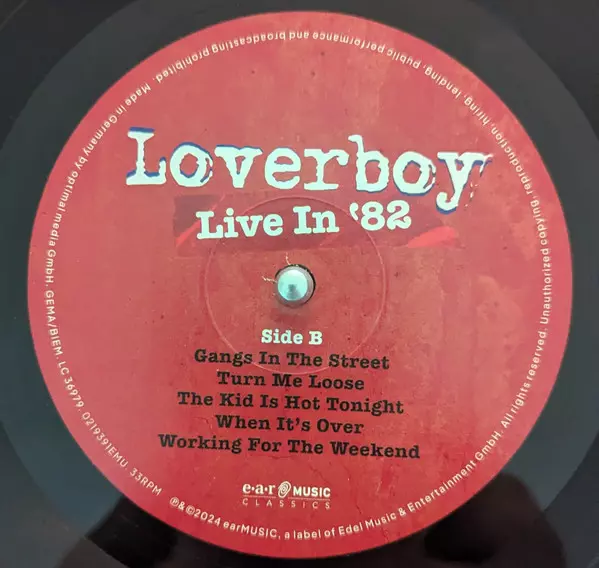 Loverboy
Live In ‘82
Side B
Gangs In The Street
Turn Me Loose
The Kid Is Hot Tonight
When It's Over
Working For The Weekend
e·a·r MUSIC
CLASSICS
℗&©2024 earMUSIC, a label of Edel Music & Entertainment GmbH. All rights reserved. Unauthorized copying, reproduction, hiring, lending, public performance and broadcasting prohibited. Made in Germany by optimal media GmbH. GEMA/BIEM. LC 36979. 0219391EMU. 33RPM